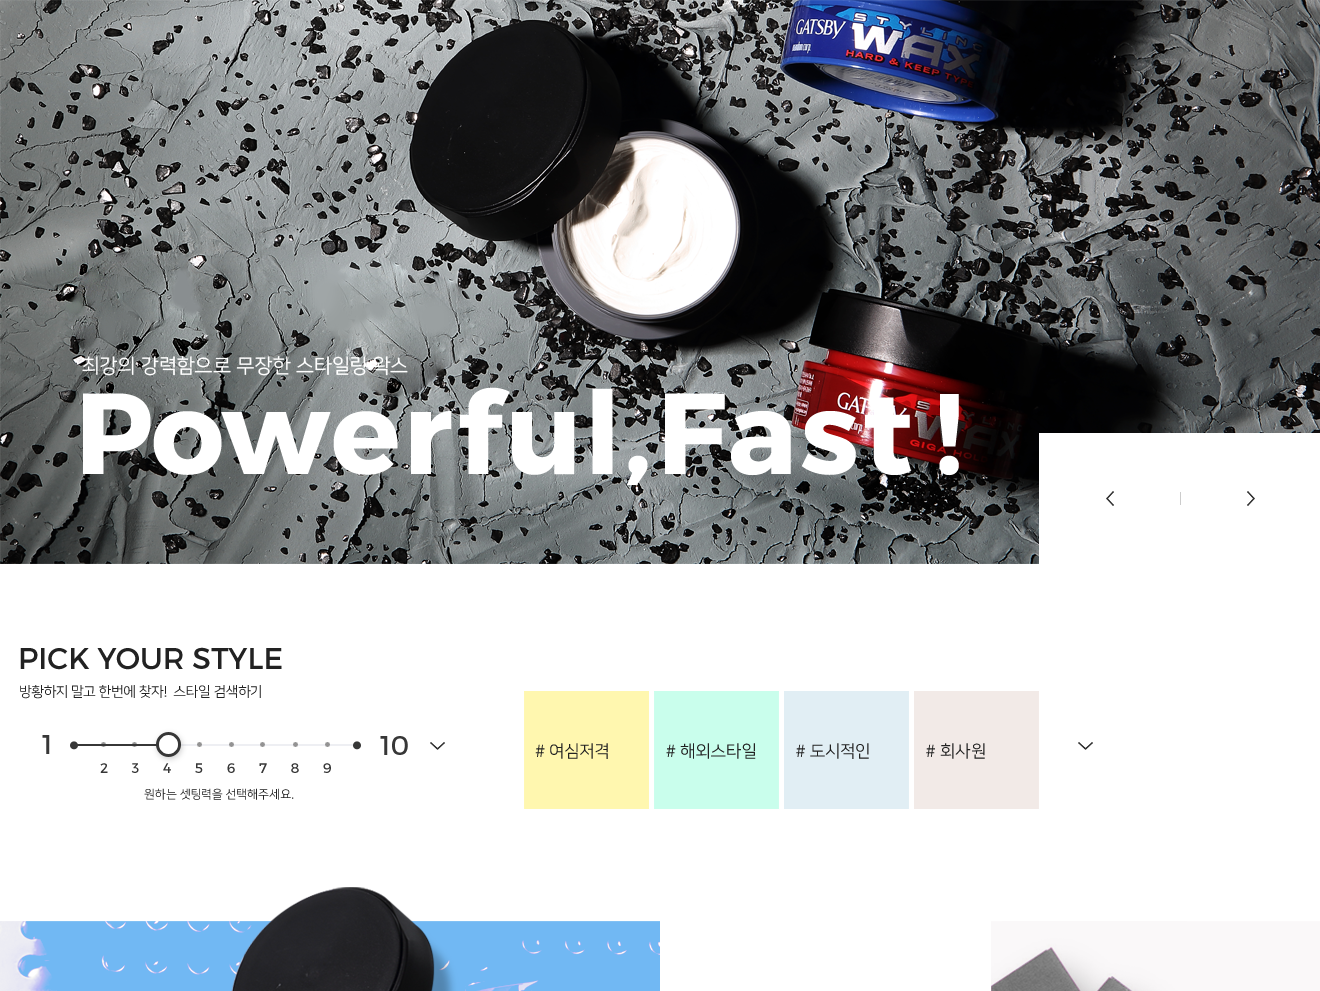 GATSBY
STYLING
WAX
HARD & KEEP TYPE
최강의 강력함으로 무장한 스타일링 왁스
Powerful,Fast!
GATSBY
WAX
PICK YOUR STYLE
방황하지 말고 한번에 찾자! 스타일 검색하기
1 10
2 3 4 5 6 7 8 9
원하는 셋팅력을 선택해주세요.
# 여심저격
# 해외스타일
# 도시적인
# 회사원